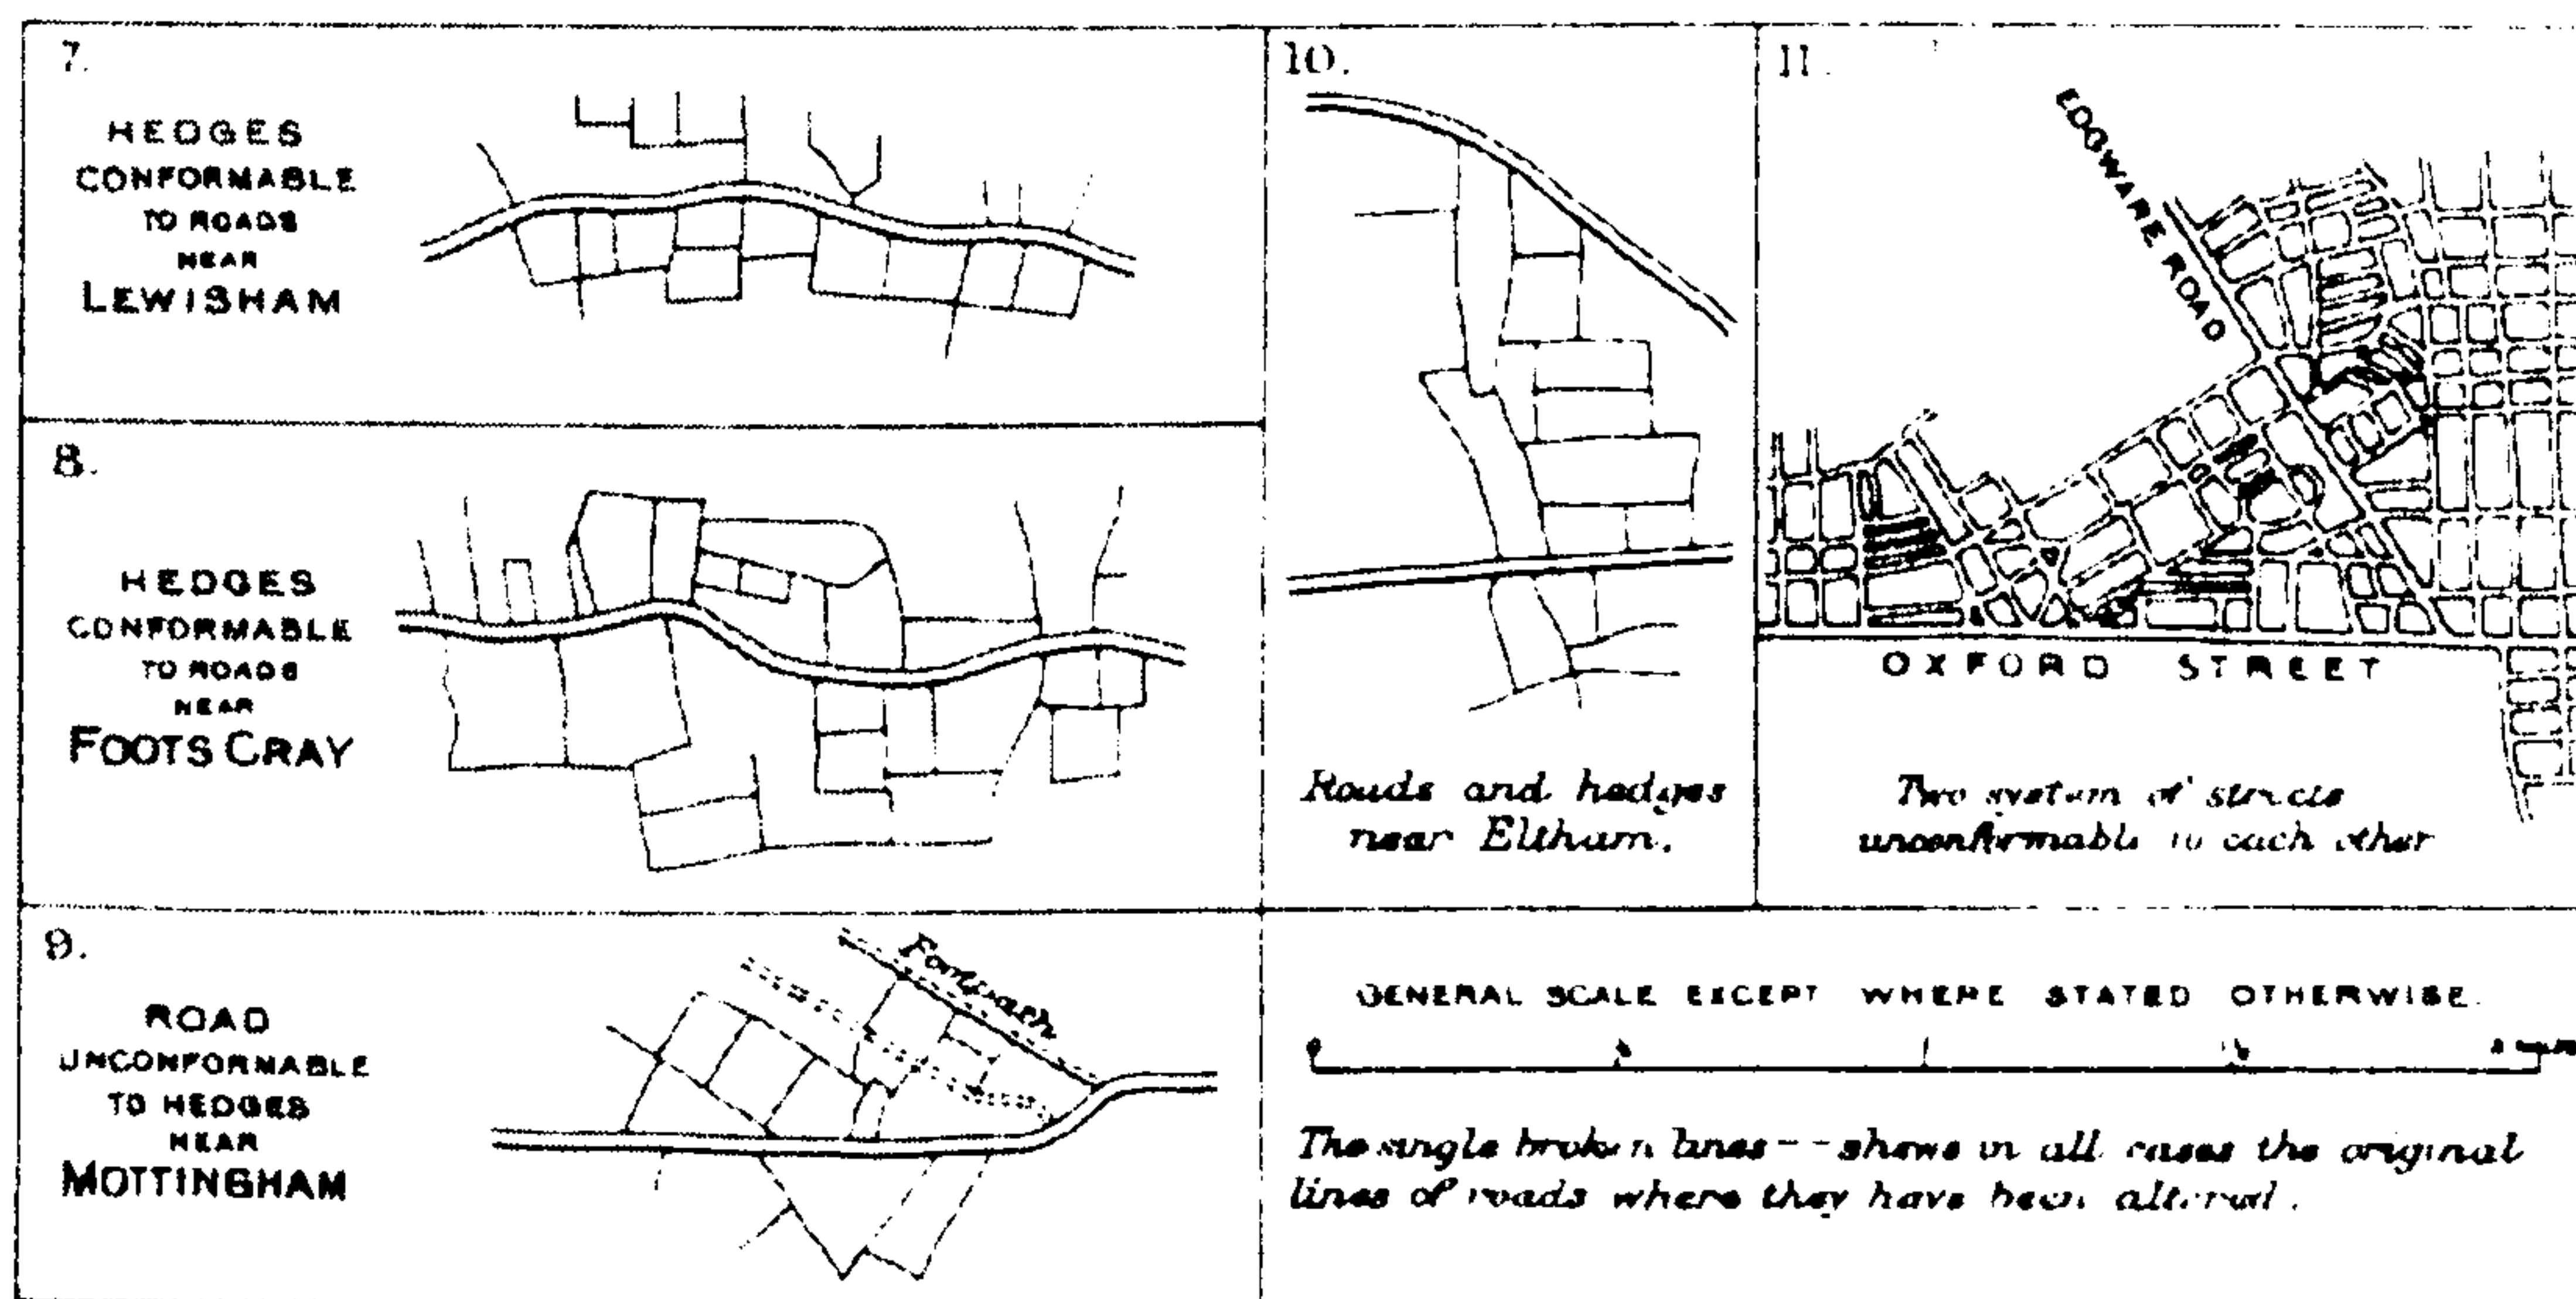 7.
HEDGES
CONFORMABLE
TO ROADS
NEAR
LEWISHAM
8.
HEDGES
CONFORMABLE
TO ROADS
NEAR
FOOTS CRAY
9.
ROAD
UNCONFORMABLE
TO HEDGES
NEAR
MOTTINGHAM
Footpath
10.
Roads and hedges
near Eltham.
11.
EDGWARE ROAD
OXFORD STREET
Two system of streets
unconformable to each other
GENERAL SCALE EXCEPT WHERE STATED OTHERWISE.
The single broken lines -- shows in all cases the original
lines of roads where they have been altered.